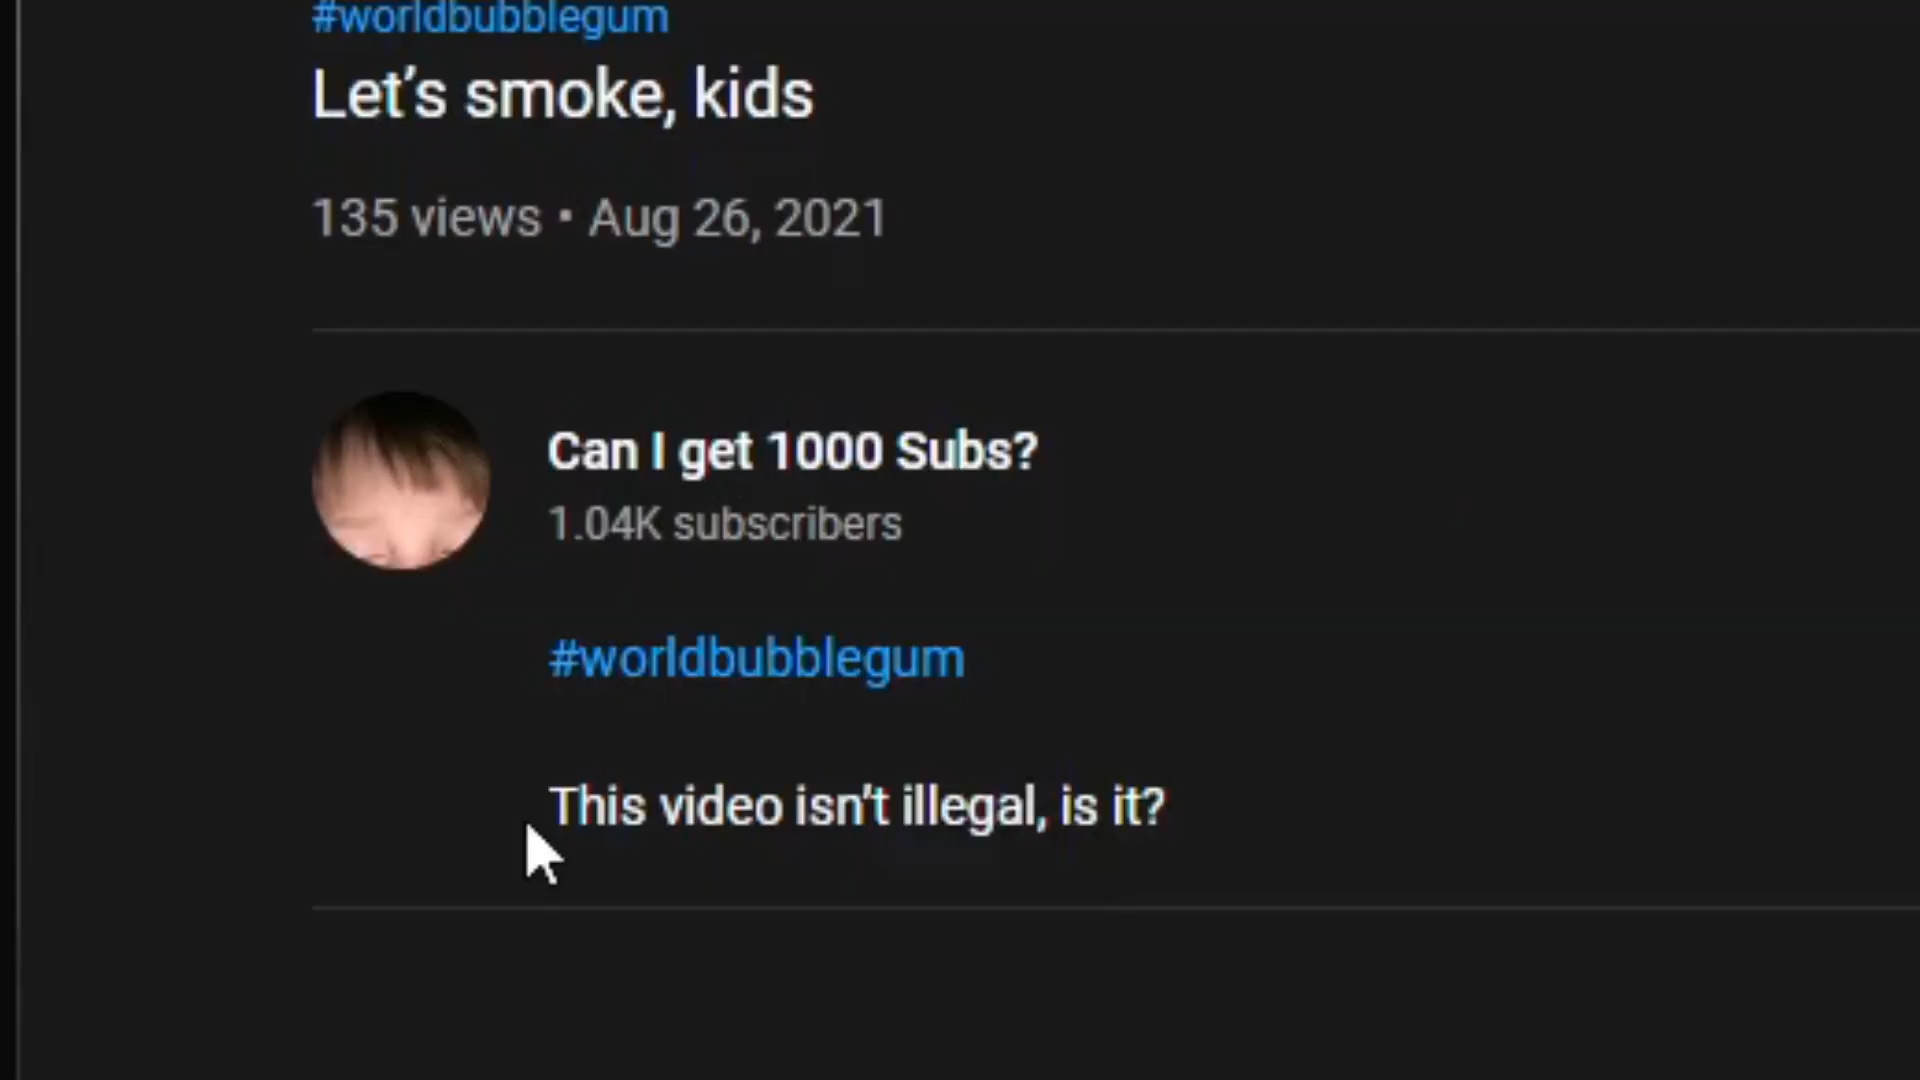 #worldbubblegum
Let's smoke, kids
135 views • Aug 26, 2021
Can I get 1000 Subs?
1.04K subscribers
#worldbubblegum
This video isn't illegal, is it?